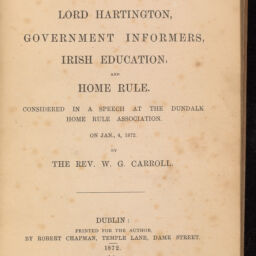 LORD HARTINGTON,
GOVERNMENT INFORMERS,
IRISH EDUCATION.
AND
HOME RULE.
CONSIDERED IN A SPEECH AT THE DUNDALK
HOME RULE ASSOCIATION.
ON JAN., 4, 1872.
BY
THE REV. W. G. CARROLL.
DUBLIN:
PRINTED FOR THE AUTHOR,
BY ROBERT CHAPMAN, TEMPLE LANE, DAME STREET.
1872.